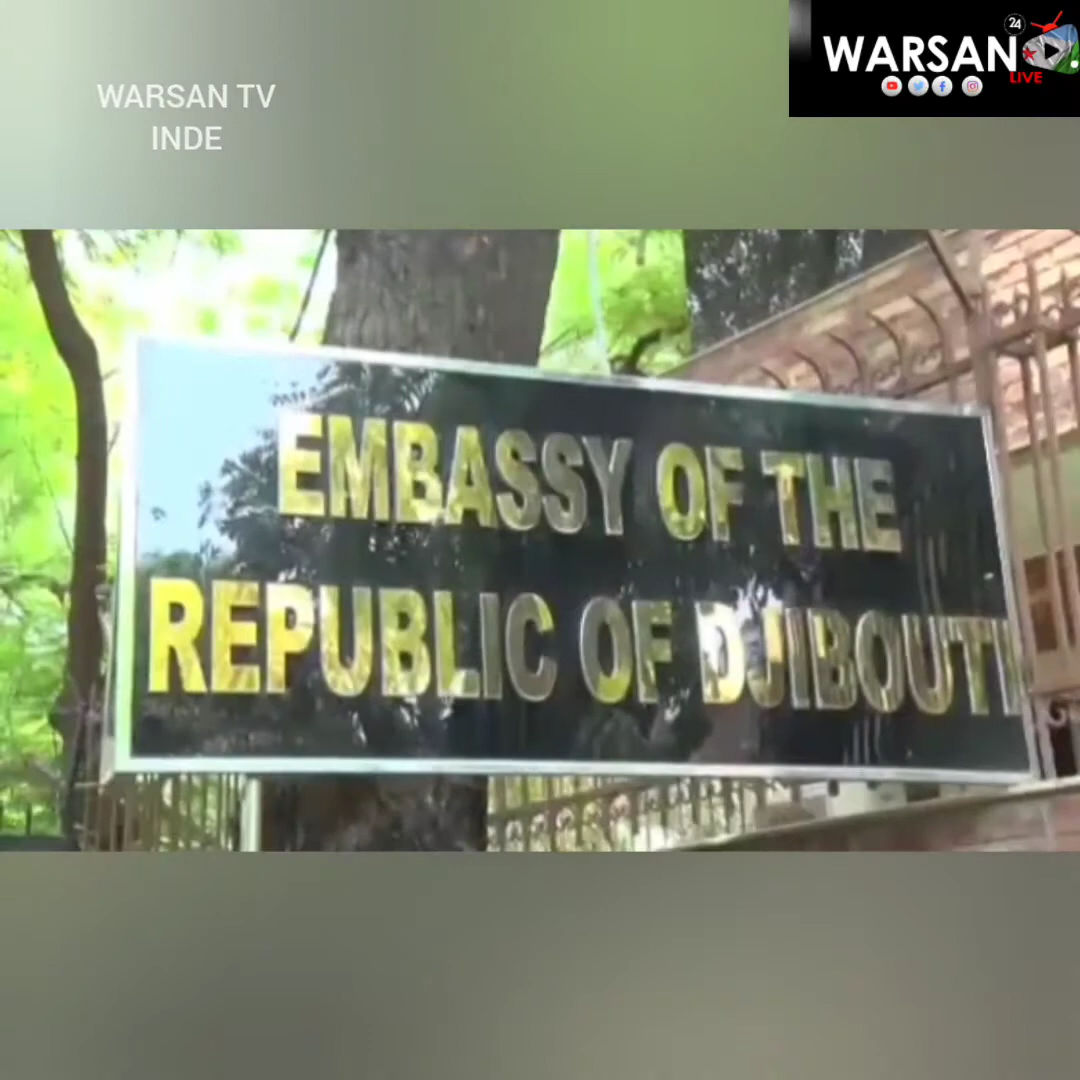 WARSAN TV
INDE
24
WARSAN
LIVE
EMBASSY OF THE
REPUBLIC OF DJIBOUTI